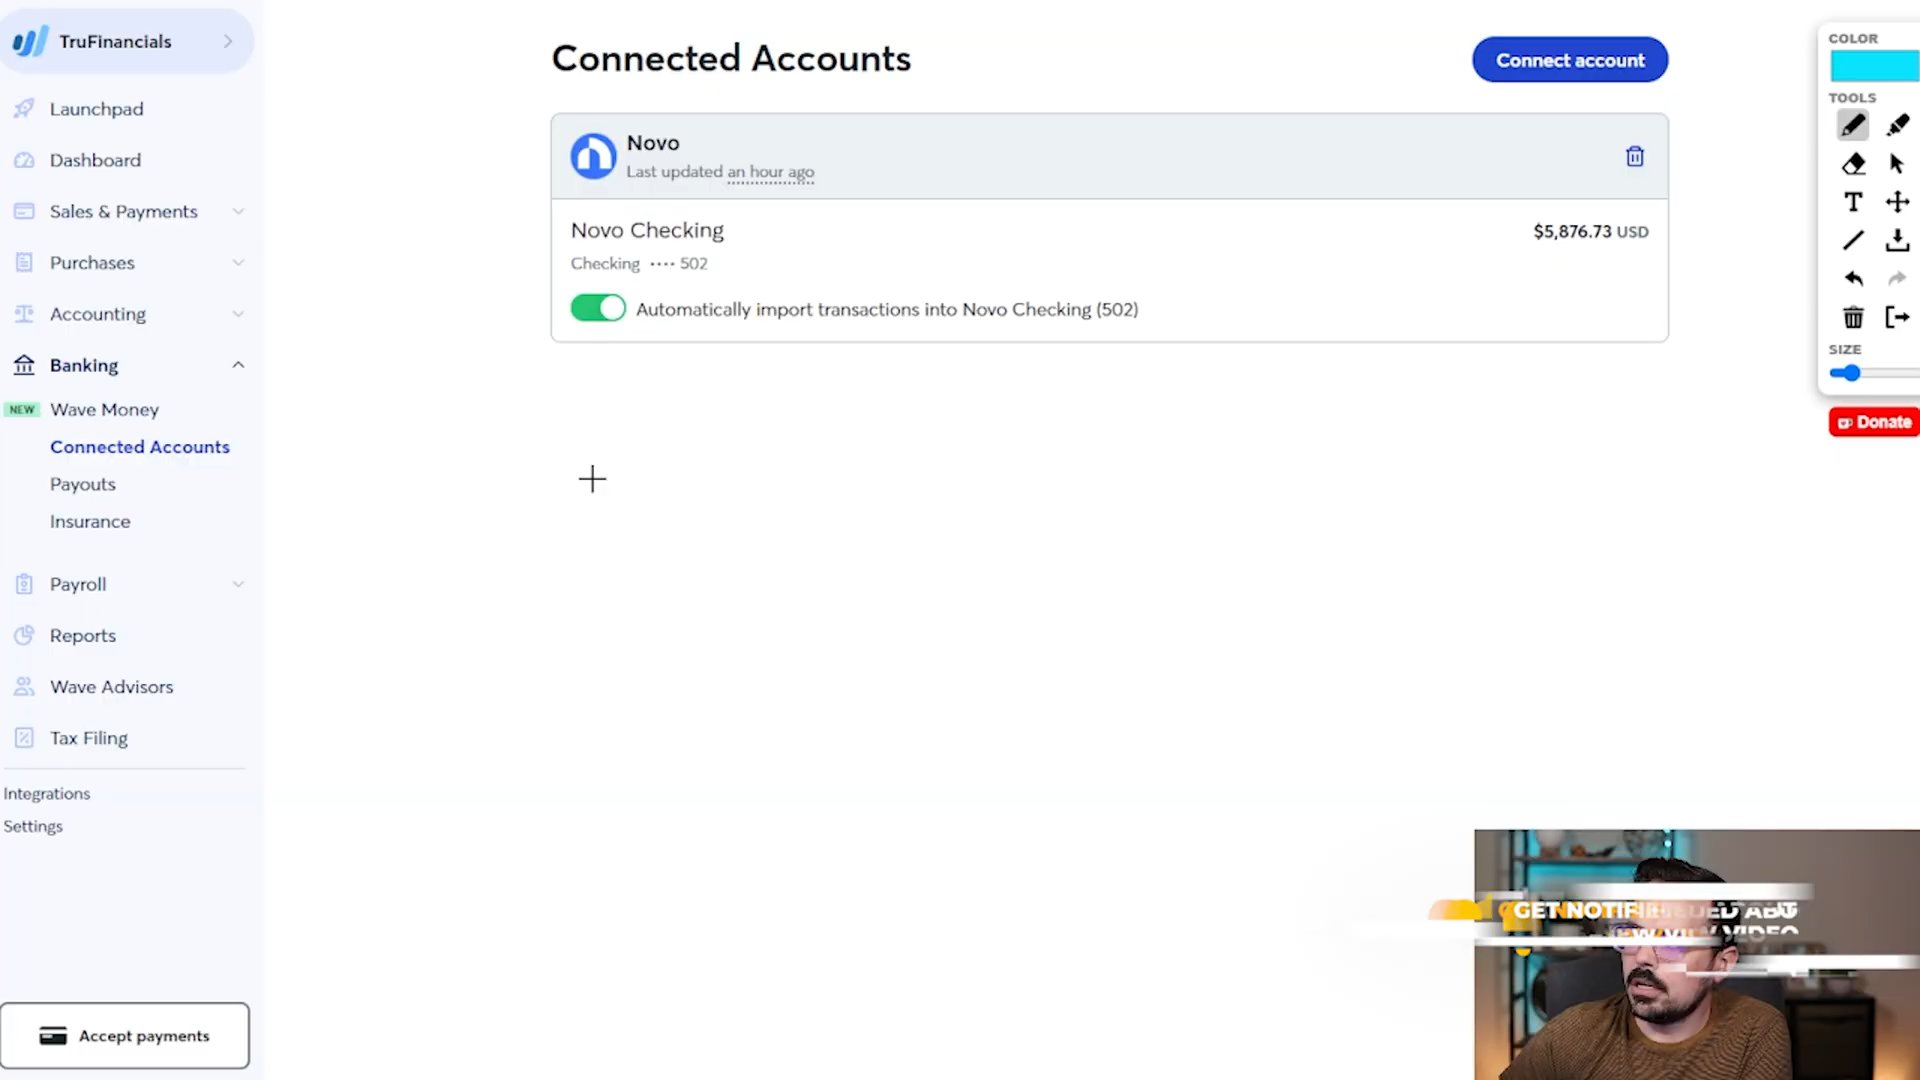 TruFinancials
Launchpad
Dashboard
Sales & Payments
Purchases
Accounting
Banking
NEW Wave Money
Connected Accounts
Payouts
Insurance
Payroll
Reports
Wave Advisors
Tax Filing
Integrations
Settings
Accept payments
Connected Accounts
Connect account
Novo
Last updated an hour ago
Novo Checking
$5,876.73 USD
Checking ···· 502
Automatically import transactions into Novo Checking (502)
COLOR
TOOLS
T
SIZE
Donate
GET
VIDEO